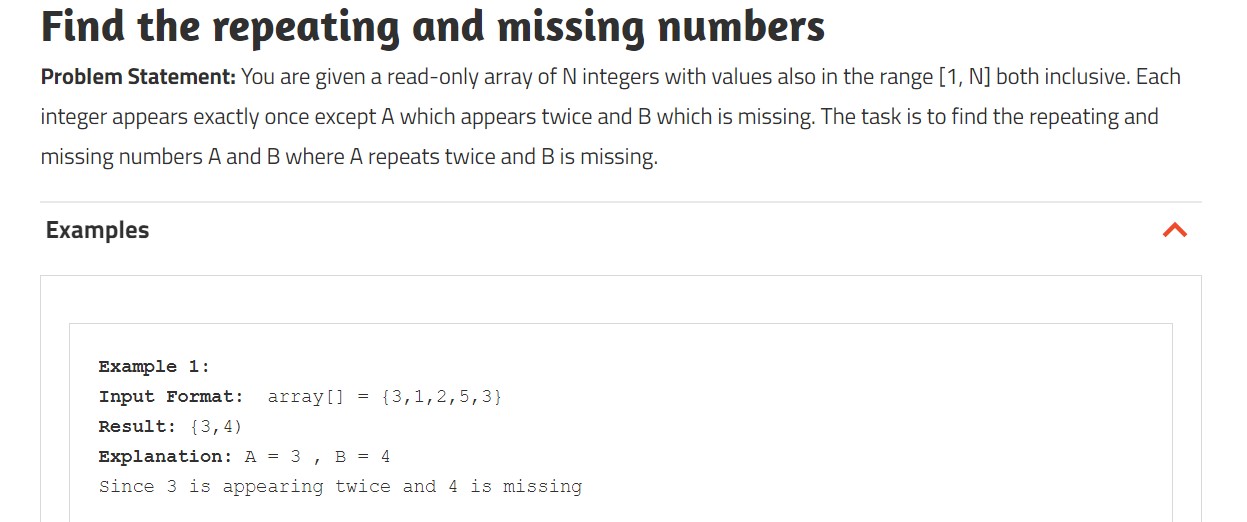 Find the repeating and missing numbers
Problem Statement: You are given a read-only array of N integers with values also in the range [1, N] both inclusive. Each
integer appears exactly once except A which appears twice and B which is missing. The task is to find the repeating and
missing numbers A and B where A repeats twice and B is missing.
Examples
Example 1:
Input Format:  array[] = {3,1,2,5,3}
Result: {3,4)
Explanation: A = 3 , B = 4
Since 3 is appearing twice and 4 is missing